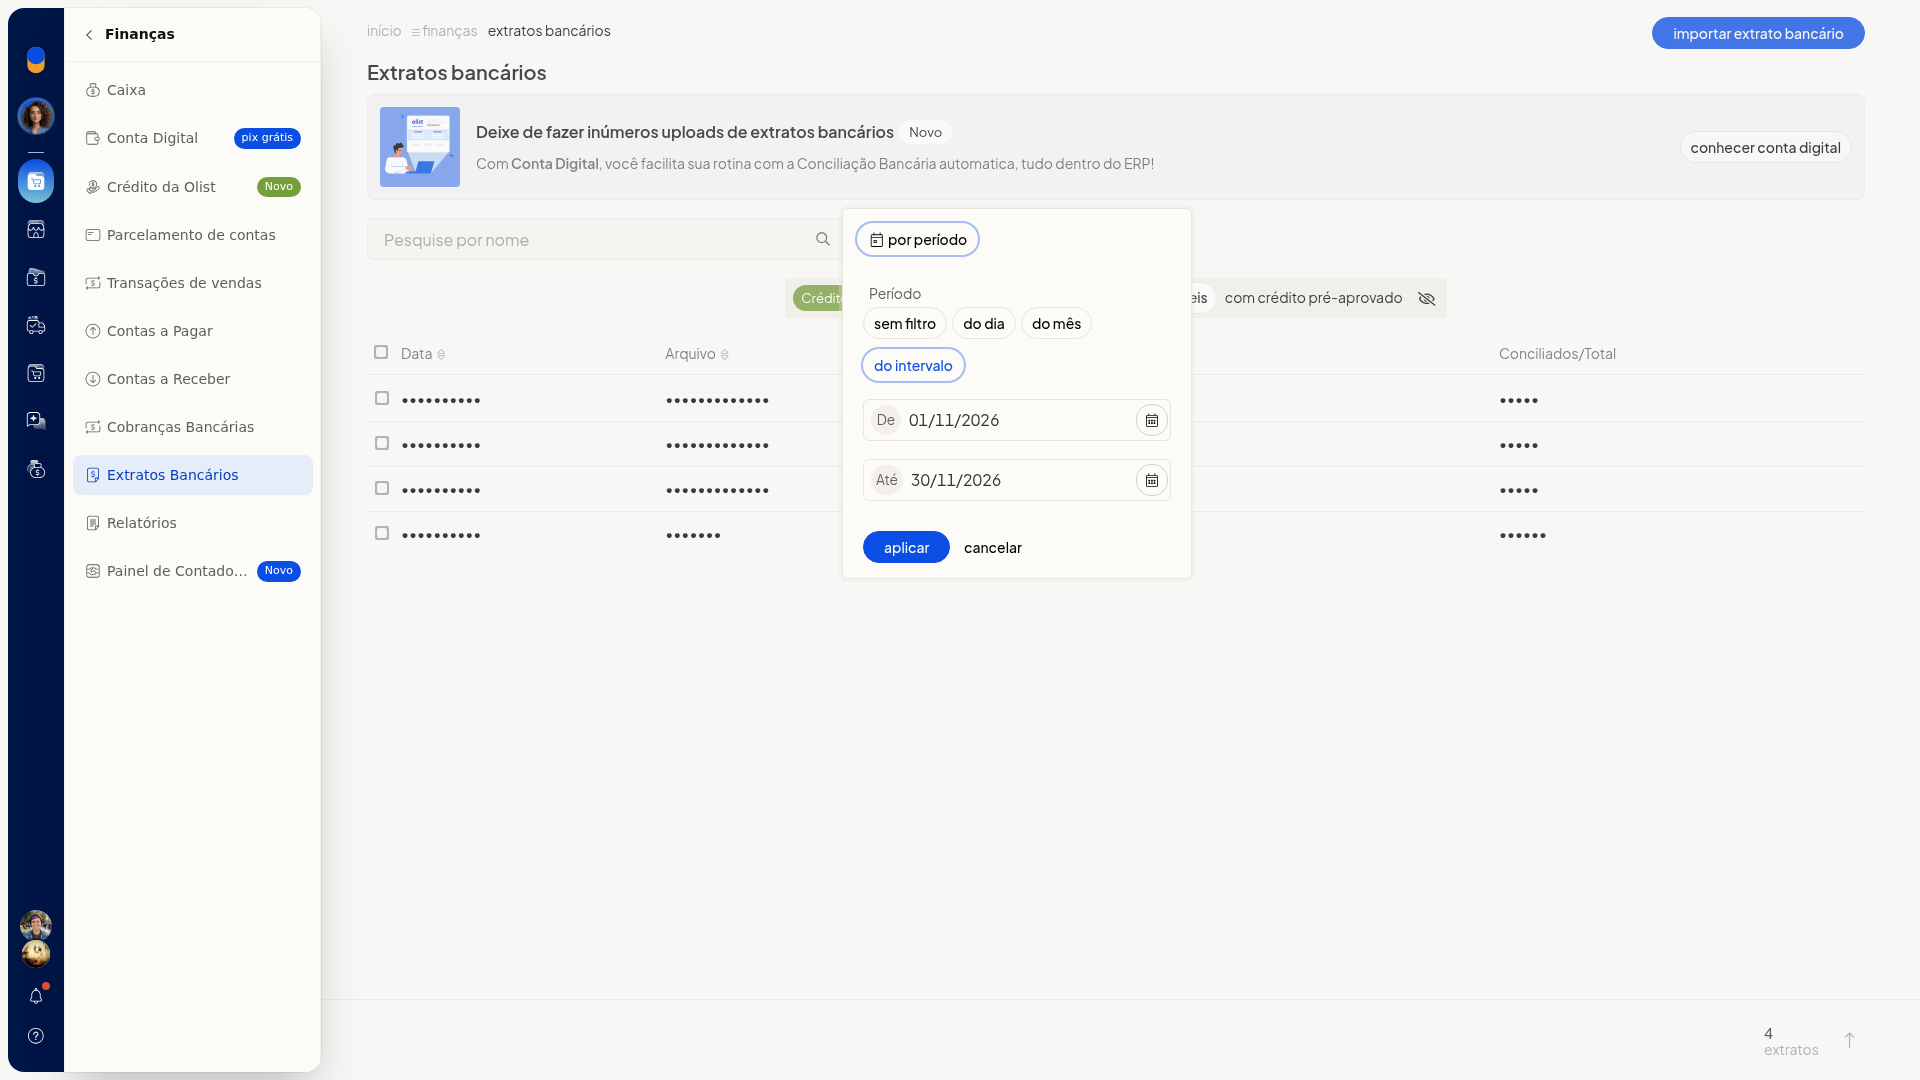 Finanças
Caixa
Conta Digital pix grátis
Crédito da Olist Novo
Parcelamento de contas
Transações de vendas
Contas a Pagar
Contas a Receber
Cobranças Bancárias
Extratos Bancários
Relatórios
Painel de Contado... Novo
início finanças extratos bancários
importar extrato bancário
Extratos bancários
Deixe de fazer inúmeros uploads de extratos bancários Novo
Com Conta Digital, você facilita sua rotina com a Conciliação Bancária automatica, tudo dentro do ERP!
conhecer conta digital
Pesquise por nome
por período
com crédito pré-aprovado
Período
sem filtro do dia do mês
do intervalo
De 01/11/2026
Até 30/11/2026
aplicar cancelar
Data Arquivo Conciliados/Total
•••••••••• ••••••••••••• •••••
•••••••••• ••••••••••••• •••••
•••••••••• ••••••••••••• •••••
•••••••••• ••••••• ••••••
4
extratos